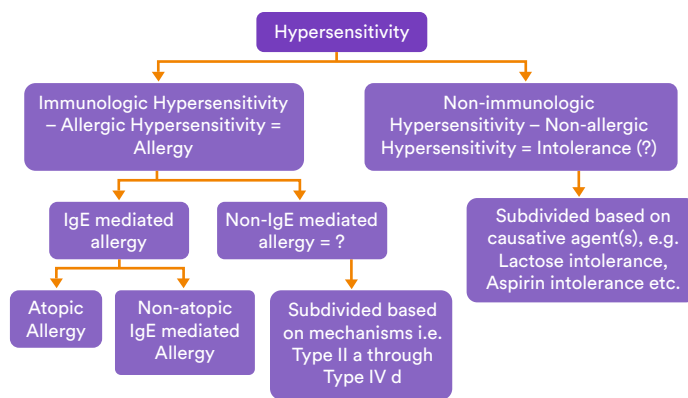 Hypersensitivity
Immunologic Hypersensitivity
– Allergic Hypersensitivity =
Allergy
Non-immunologic
Hypersensitivity – Non-allergic
Hypersensitivity = Intolerance (?)
IgE mediated
allergy
Non-IgE mediated
allergy = ?
Subdivided based on
causative agent(s), e.g.
Lactose intolerance,
Aspirin intolerance etc.
Atopic
Allergy
Non-atopic
IgE mediated
Allergy
Subdivided based
on mechanisms i.e.
Type II a through
Type IV d